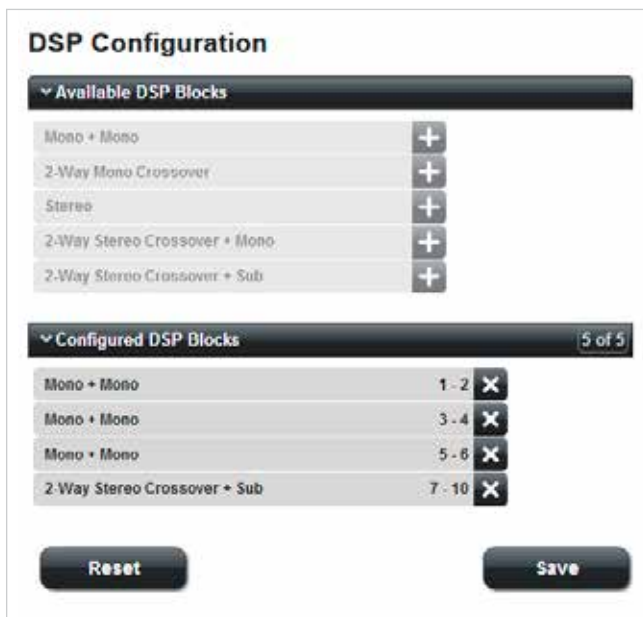 DSP Configuration
Available DSP Blocks
Mono + Mono
2-Way Mono Crossover
Stereo
2-Way Stereo Crossover + Mono
2-Way Stereo Crossover + Sub
Configured DSP Blocks 5 of 5
Mono + Mono 1 - 2
Mono + Mono 3 - 4
Mono + Mono 5 - 6
2-Way Stereo Crossover + Sub 7 - 10
Reset Save